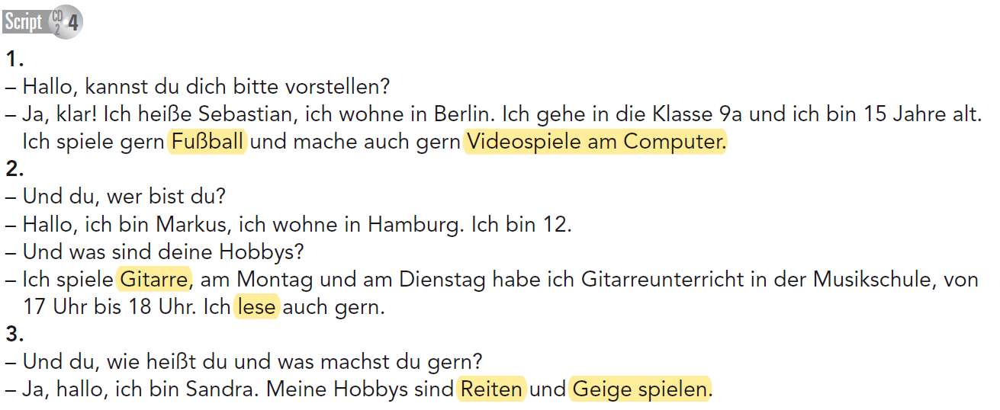 Script CD 2 4
1.
– Hallo, kannst du dich bitte vorstellen?
– Ja, klar! Ich heiße Sebastian, ich wohne in Berlin. Ich gehe in die Klasse 9a und ich bin 15 Jahre alt.
Ich spiele gern Fußball und mache auch gern Videospiele am Computer.
2.
– Und du, wer bist du?
– Hallo, ich bin Markus, ich wohne in Hamburg. Ich bin 12.
– Und was sind deine Hobbys?
– Ich spiele Gitarre, am Montag und am Dienstag habe ich Gitarreunterricht in der Musikschule, von
17 Uhr bis 18 Uhr. Ich lese auch gern.
3.
– Und du, wie heißt du und was machst du gern?
– Ja, hallo, ich bin Sandra. Meine Hobbys sind Reiten und Geige spielen.